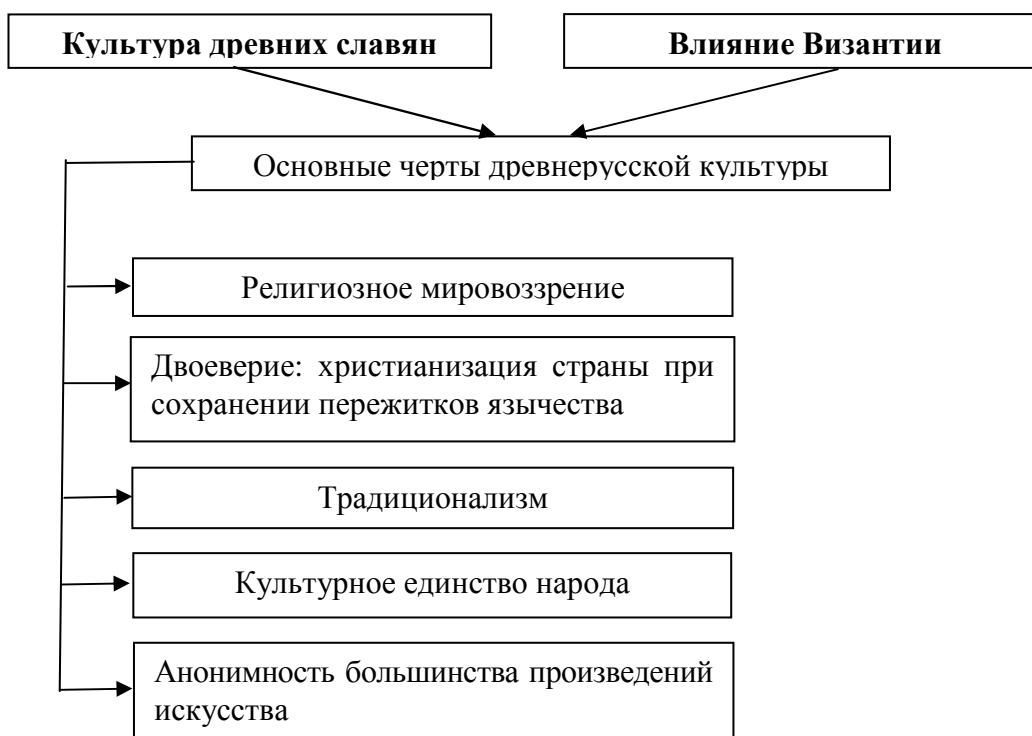 Культура древних славян
Влияние Византии
Основные черты древнерусской культуры
Религиозное мировоззрение
Двоеверие: христианизация страны при
сохранении пережитков язычества
Традиционализм
Культурное единство народа
Анонимность большинства произведений
искусства